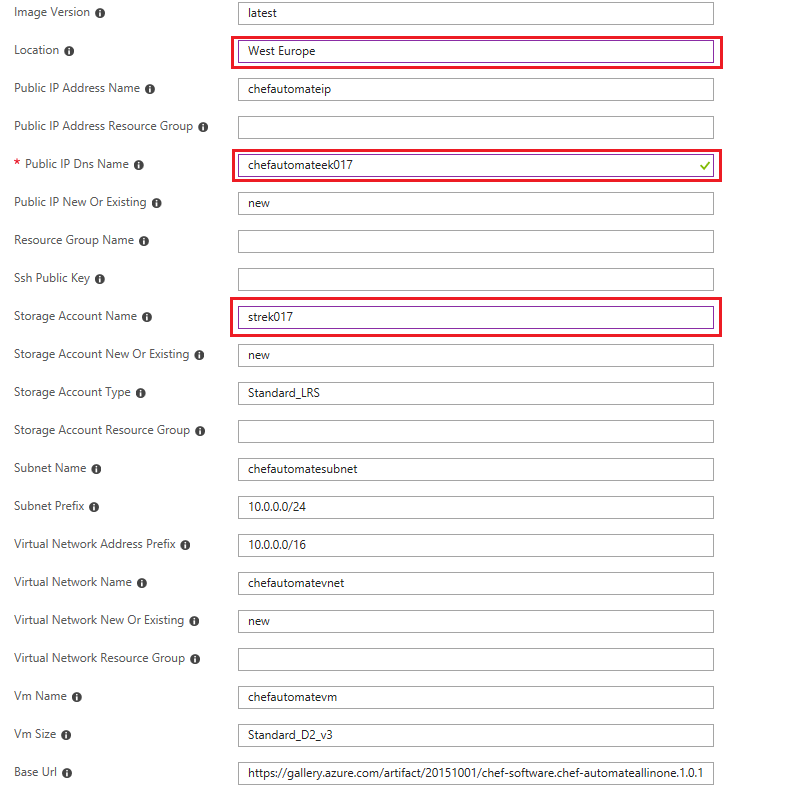 Image Version latest
Location West Europe
Public IP Address Name chefautomateip
Public IP Address Resource Group
* Public IP Dns Name chefautomateek017
Public IP New Or Existing new
Resource Group Name
Ssh Public Key
Storage Account Name strek017
Storage Account New Or Existing new
Storage Account Type Standard_LRS
Storage Account Resource Group
Subnet Name chefautomatesubnet
Subnet Prefix 10.0.0.0/24
Virtual Network Address Prefix 10.0.0.0/16
Virtual Network Name chefautomatevnet
Virtual Network New Or Existing new
Virtual Network Resource Group
Vm Name chefautomatevm
Vm Size Standard_D2_v3
Base Url https://gallery.azure.com/artifact/20151001/chef-software.chef-automateallinone.1.0.1